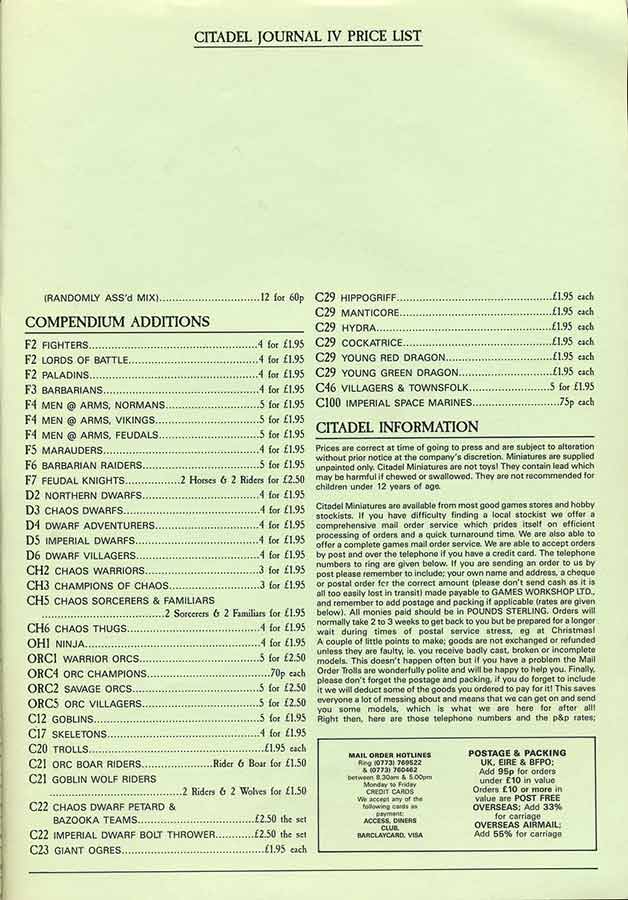 CITADEL JOURNAL IV PRICE LIST
(RANDOMLY ASS'd MIX)..............................12 for 60p
COMPENDIUM ADDITIONS
F2 FIGHTERS..................................................4 for £1.95
F2 LORDS OF BATTLE.......................................4 for £1.95
F2 PALADINS..................................................4 for £1.95
F3 BARBARIANS...............................................4 for £1.95
F4 MEN @ ARMS, NORMANS............................5 for £1.95
F4 MEN @ ARMS, VIKINGS...............................5 for £1.95
F4 MEN @ ARMS, FEUDALS..............................5 for £1.95
F5 MARAUDERS...............................................4 for £1.95
F6 BARBARIAN RAIDERS...................................5 for £1.95
F7 FEUDAL KNIGHTS................2 Horses & 2 Riders for £2.50
D2 NORTHERN DWARFS....................................4 for £1.95
D3 CHAOS DWARFS..........................................4 for £1.95
D4 DWARF ADVENTURERS................................4 for £1.95
D5 IMPERIAL DWARFS.......................................4 for £1.95
D6 DWARF VILLAGERS.......................................4 for £1.95
CH2 CHAOS WARRIORS....................................3 for £1.95
CH3 CHAMPIONS OF CHAOS.............................3 for £1.95
CH5 CHAOS SORCERERS & FAMILIARS
....................................2 Sorcerers & 2 Familiars for £1.95
CH6 CHAOS THUGS..........................................4 for £1.95
OH1 NINJA......................................................4 for £1.95
ORC1 WARRIOR ORCS.......................................5 for £2.50
ORC4 ORC CHAMPIONS.....................................70p each
ORC2 SAVAGE ORCS.........................................5 for £2.50
ORC5 ORC VILLAGERS.......................................5 for £2.50
C12 GOBLINS...................................................5 for £1.95
C17 SKELETONS...............................................4 for £1.95
C20 TROLLS.....................................................£1.95 each
C21 ORC BOAR RIDERS......................Rider & Boar for £1.50
C21 GOBLIN WOLF RIDERS
..........................................2 Riders & 2 Wolves for £1.50
C22 CHAOS DWARF PETARD &
BAZOOKA TEAMS...................................£2.50 the set
C22 IMPERIAL DWARF BOLT THROWER............£2.50 the set
C23 GIANT OGRES............................................£1.95 each
C29 HIPPOGRIFF...............................................£1.95 each
C29 MANTICORE..............................................£1.95 each
C29 HYDRA.....................................................£1.95 each
C29 COCKATRICE.............................................£1.95 each
C29 YOUNG RED DRAGON................................£1.95 each
C29 YOUNG GREEN DRAGON............................£1.95 each
C46 VILLAGERS & TOWNSFOLK........................5 for £1.95
C100 IMPERIAL SPACE MARINES..........................75p each
CITADEL INFORMATION
Prices are correct at time of going to press and are subject to alteration
without prior notice at the company's discretion. Miniatures are supplied
unpainted only. Citadel Miniatures are not toys! They contain lead which
may be harmful if chewed or swallowed. They are not recommended for
children under 12 years of age.
Citadel Miniatures are available from most good games stores and hobby
stockists. If you have difficulty finding a local stockist we offer a
comprehensive mail order service which prides itself on efficient
processing of orders and a quick turnaround time. We are also able to
offer a complete games mail order service. We are able to accept orders
by post and over the telephone if you have a credit card. The telephone
numbers to ring are given below. If you are sending an order to us by
post please remember to include; your own name and address, a cheque
or postal order for the correct amount (please don't send cash as it is
all too easily lost in transit) made payable to GAMES WORKSHOP LTD.,
and remember to add postage and packing if applicable (rates are given
below). All monies paid should be in POUNDS STERLING. Orders will
normally take 2 to 3 weeks to get back to you but be prepared for a longer
wait during times of postal service stress, eg at Christmas!
A couple of little points to make; goods are not exchanged or refunded
unless they are faulty, ie. you receive badly cast, broken or incomplete
models. This doesn't happen often but if you have a problem the Mail
Order Trolls are wonderfully polite and will be happy to help you. Finally,
please don't forget the postage and packing, if you do forget to include
it we will deduct some of the goods you ordered to pay for it! This saves
everyone a lot of messing about and means that we can get on and send
you some models, which is what we are here for after all!
Right then, here are those telephone numbers and the p&p rates;
MAIL ORDER HOTLINES
Ring (0773) 769522
& (0773) 760462
between 8.30am & 5.00pm
Monday to Friday
CREDIT CARDS
We accept any of the
following cards as
payment:
ACCESS, DINERS
CLUB,
BARCLAYCARD, VISA
POSTAGE & PACKING
UK, EIRE & BFPO;
Add 95p for orders
under £10 in value
Orders £10 or more in
value are POST FREE
OVERSEAS; Add 33%
for carriage
OVERSEAS AIRMAIL;
Add 55% for carriage